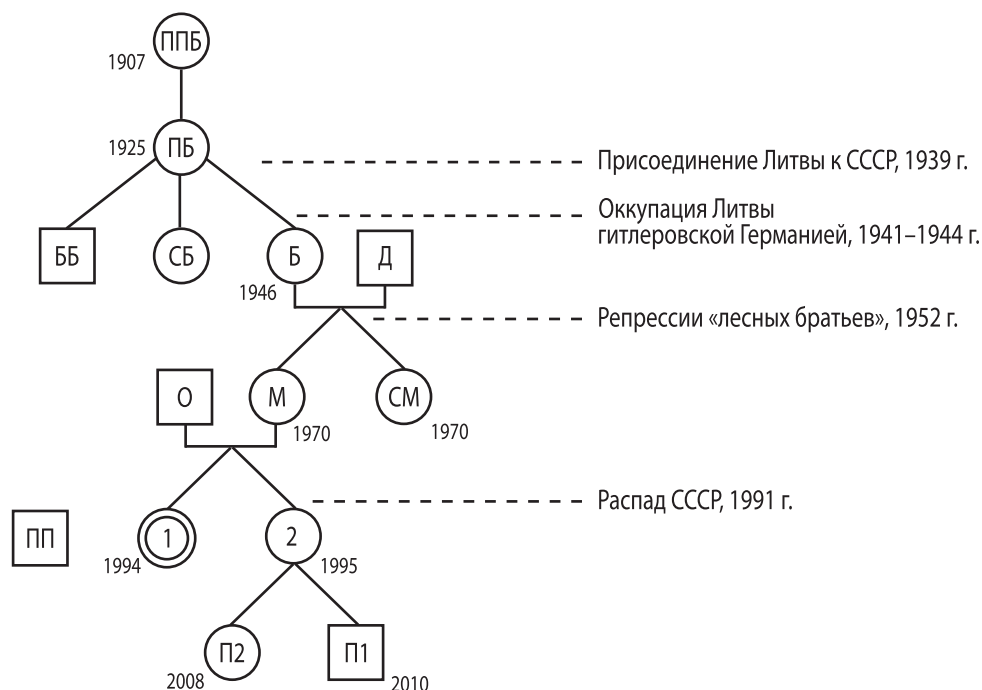 ППБ
1907
1925
ПБ
Присоединение Литвы к СССР, 1939 г.
Оккупация Литвы
гитлеровской Германией, 1941–1944 г.
ББ
СБ
Б
Д
1946
Репрессии «лесных братьев», 1952 г.
О
М
СМ
1970
1970
Распад СССР, 1991 г.
ПП
1
2
1994
1995
П2
П1
2008
2010